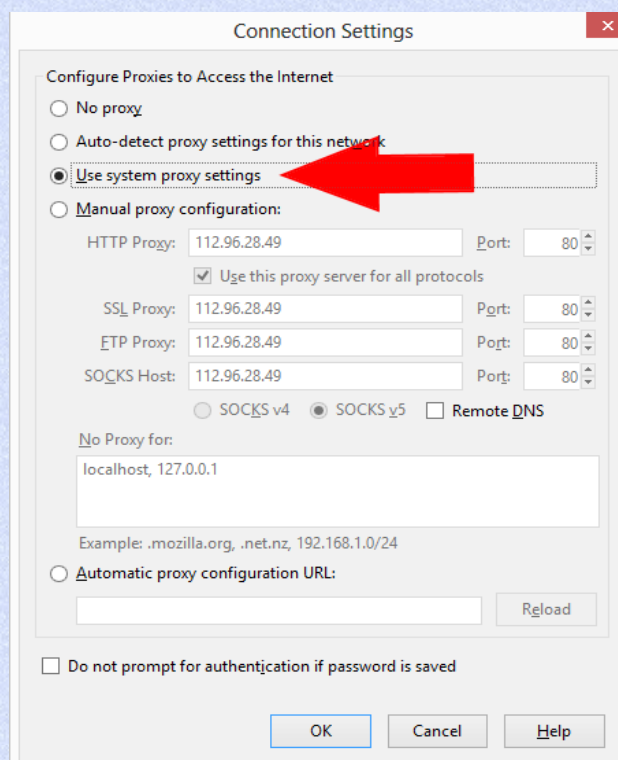 Connection Settings
Configure Proxies to Access the Internet
No proxy
Auto-detect proxy settings for this network
Use system proxy settings
Manual proxy configuration:
HTTP Proxy: 112.96.28.49 Port: 80
Use this proxy server for all protocols
SSL Proxy: 112.96.28.49 Port: 80
FTP Proxy: 112.96.28.49 Port: 80
SOCKS Host: 112.96.28.49 Port: 80
SOCKS v4 SOCKS v5 Remote DNS
No Proxy for:
localhost, 127.0.0.1
Example: .mozilla.org, .net.nz, 192.168.1.0/24
Automatic proxy configuration URL:
Reload
Do not prompt for authentication if password is saved
OK Cancel Help